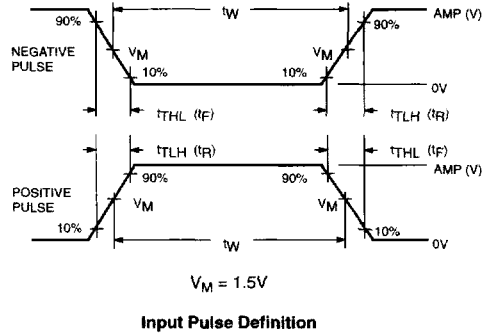 tW
AMP (V)
90%
90%
NEGATIVE
PULSE
VM
VM
10%
10%
0V
tTHL (tF)
tTLH (tR)
tTLH (tR)
tTHL (tF)
AMP (V)
90%
90%
POSITIVE
PULSE
VM
VM
10%
10%
tW
0V
VM = 1.5V
Input Pulse Definition